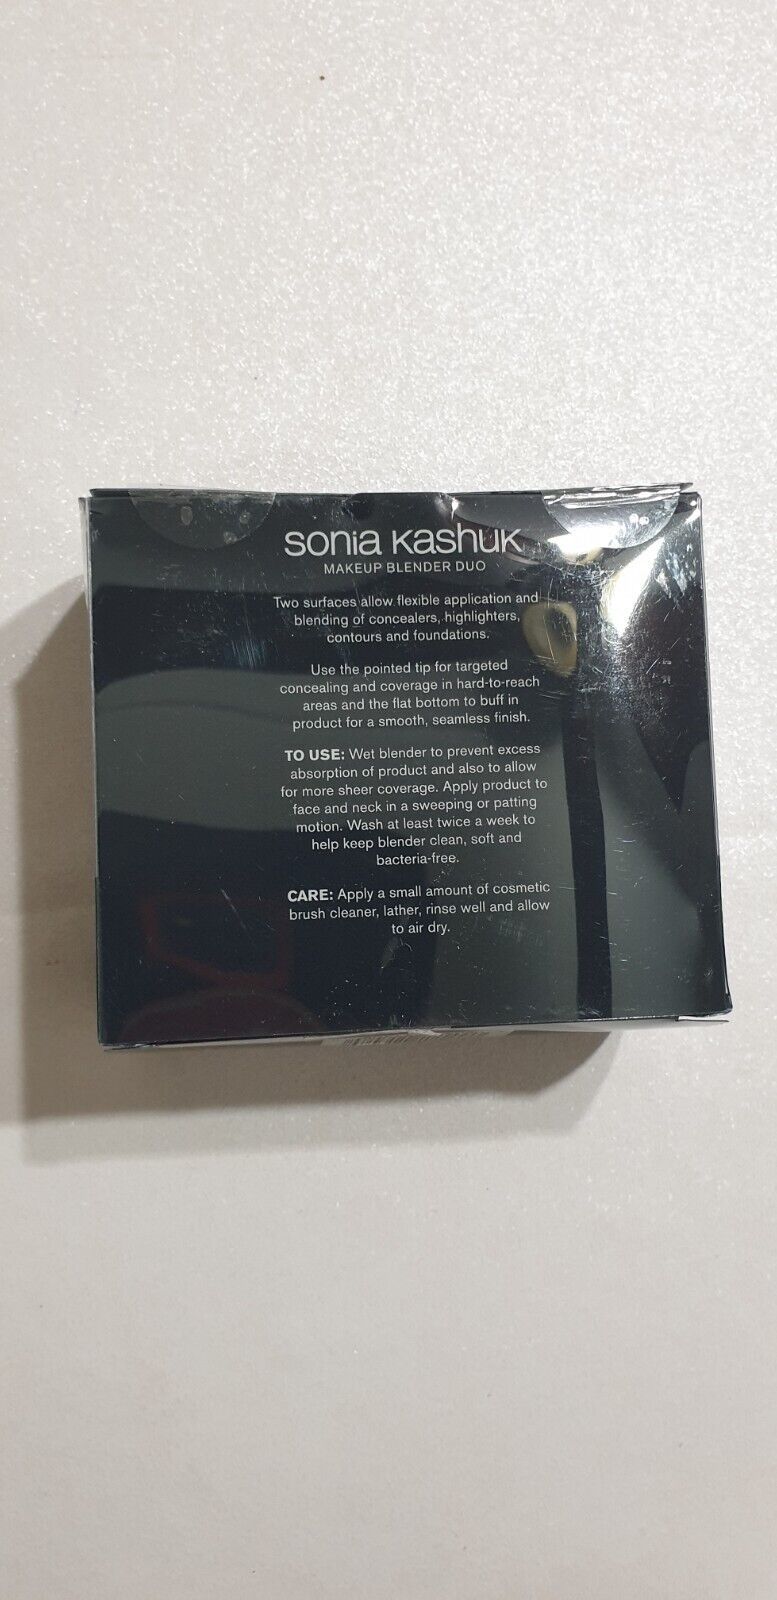 sonia kashuk
MAKEUP BLENDER DUO
Two surfaces allow flexible application and
blending of concealers, highlighters,
contours and foundations.
Use the pointed tip for targeted
concealing and coverage in hard-to-reach
areas and the flat bottom to buff in
product for a smooth, seamless finish.
TO USE: Wet blender to prevent excess
absorption of product and also to allow
for more sheer coverage. Apply product to
face and neck in a sweeping or patting
motion. Wash at least twice a week to
help keep blender clean, soft and
bacteria-free.
CARE: Apply a small amount of cosmetic
brush cleaner, lather, rinse well and allow
to air dry.